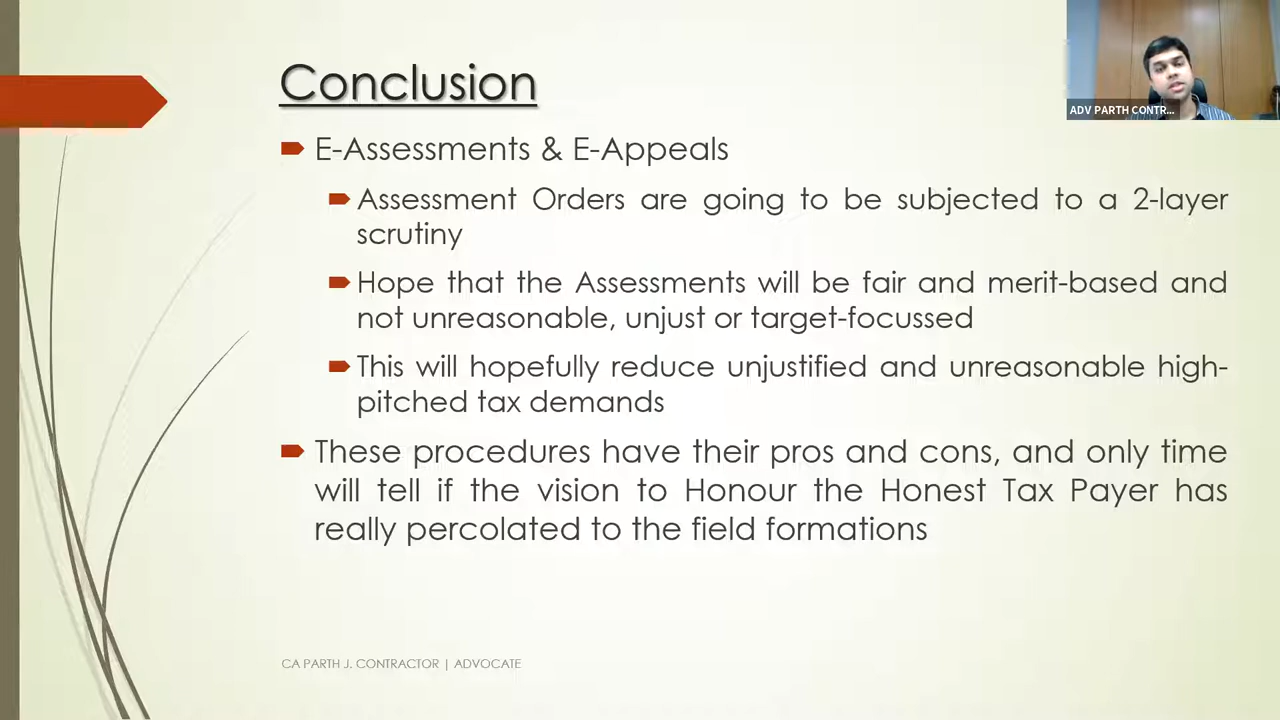 Conclusion
ADV PARTH CONTR...
E-Assessments & E-Appeals
Assessment Orders are going to be subjected to a 2-layer
scrutiny
Hope that the Assessments will be fair and merit-based and
not unreasonable, unjust or target-focussed
This will hopefully reduce unjustified and unreasonable high-
pitched tax demands
These procedures have their pros and cons, and only time
will tell if the vision to Honour the Honest Tax Payer has
really percolated to the field formations
CA PARTH J. CONTRACTOR | ADVOCATE